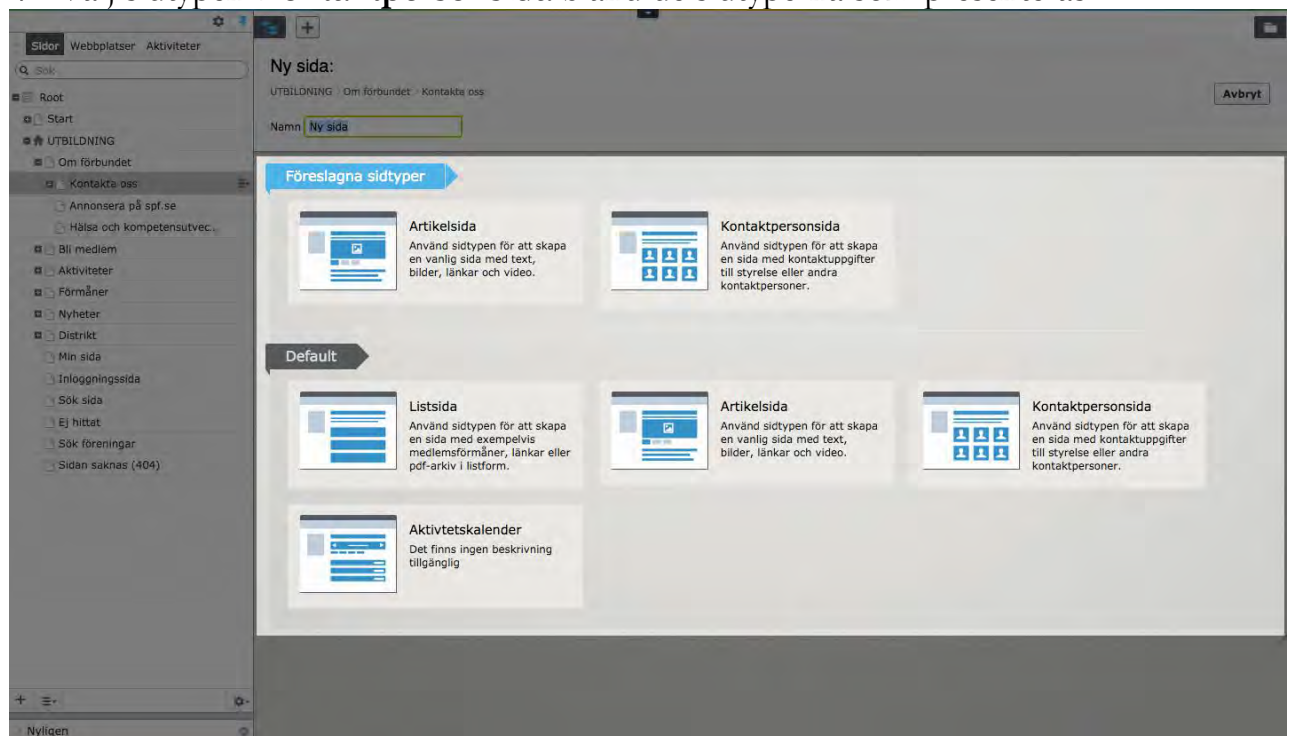 Sidor Webbplatser Aktiviteter
Sök
Root
Start
UTBILDNING
Om förbundet
Kontakta oss
Annonsera på spf.se
Hälsa och kompetensutvec..
Bli medlem
Aktiviteter
Förmåner
Nyheter
Distrikt
Min sida
Inloggningssida
Sök sida
Ej hittat
Sök föreningar
Sidan saknas (404)
Nyligen
Ny sida:
UTBILDNING Om förbundet Kontakta oss
Avbryt
Namn Ny sida
Föreslagna sidtyper
Artikelsida
Använd sidtypen för att skapa
en vanlig sida med text,
bilder, länkar och video.
Kontaktpersonsida
Använd sidtypen för att skapa
en sida med kontaktuppgifter
till styrelse eller andra
kontaktpersoner.
Default
Listsida
Använd sidtypen för att skapa
en sida med exempelvis
medlemsförmåner, länkar eller
pdf-arkiv i listform.
Artikelsida
Använd sidtypen för att skapa
en vanlig sida med text,
bilder, länkar och video.
Kontaktpersonsida
Använd sidtypen för att skapa
en sida med kontaktuppgifter
till styrelse eller andra
kontaktpersoner.
Aktivtetskalender
Det finns ingen beskrivning
tillgänglig